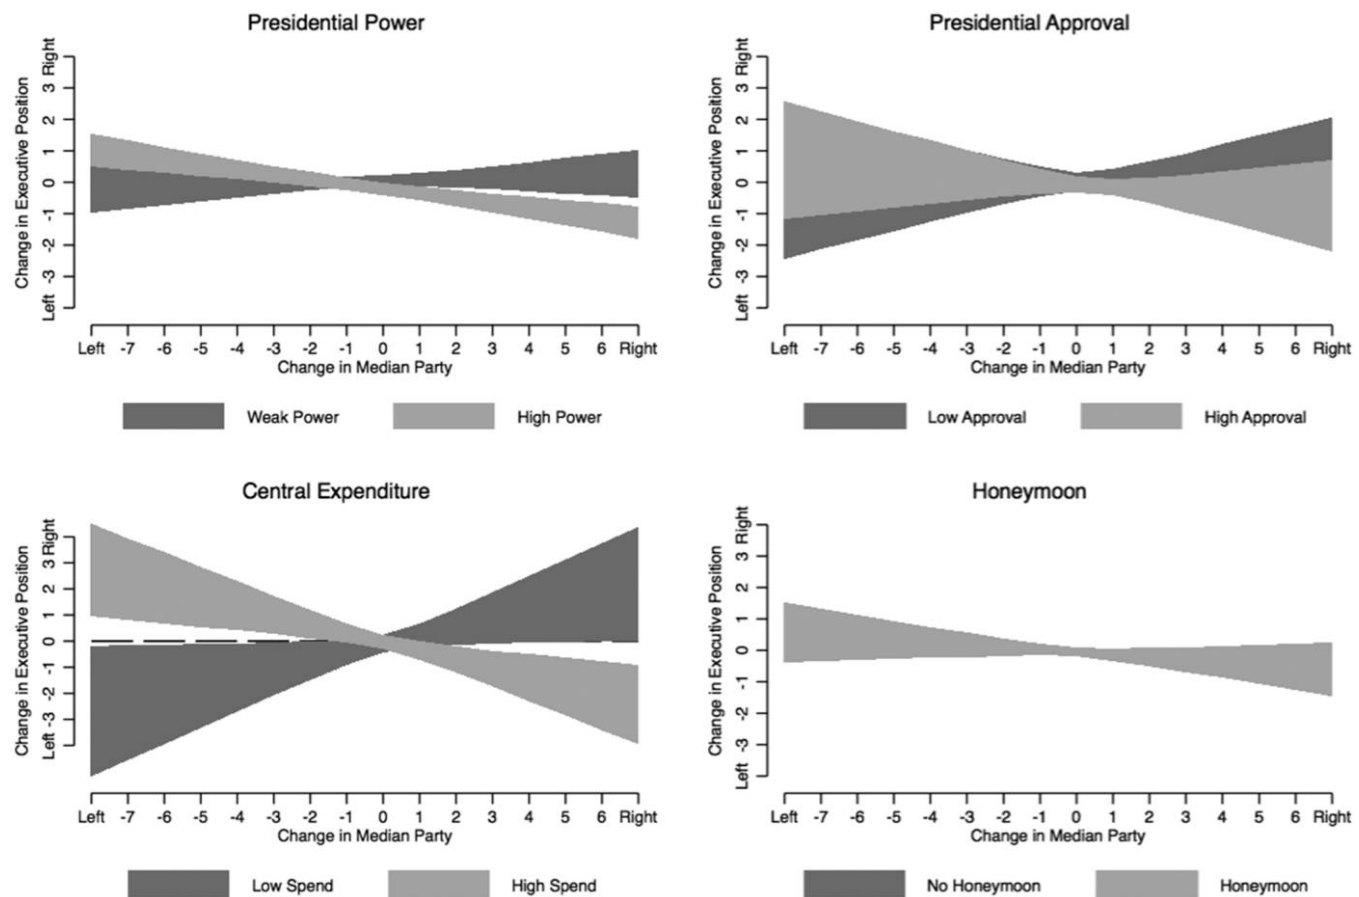 Presidential Power
Change in Executive Position
Left -3 -2 -1 0 1 2 3 Right
Left -7 -6 -5 -4 -3 -2 -1 0 1 2 3 4 5 6 Right
Change in Median Party
Weak Power High Power
Presidential Approval
Change in Executive Position
Left -3 -2 -1 0 1 2 3 Right
Left -7 -6 -5 -4 -3 -2 -1 0 1 2 3 4 5 6 Right
Change in Median Party
Low Approval High Approval
Central Expenditure
Change in Executive Position
Left -3 -2 -1 0 1 2 3 Right
Left -7 -6 -5 -4 -3 -2 -1 0 1 2 3 4 5 6 Right
Change in Median Party
Low Spend High Spend
Honeymoon
Change in Executive Position
Left -3 -2 -1 0 1 2 3 Right
Left -7 -6 -5 -4 -3 -2 -1 0 1 2 3 4 5 6 Right
Change in Median Party
No Honeymoon Honeymoon